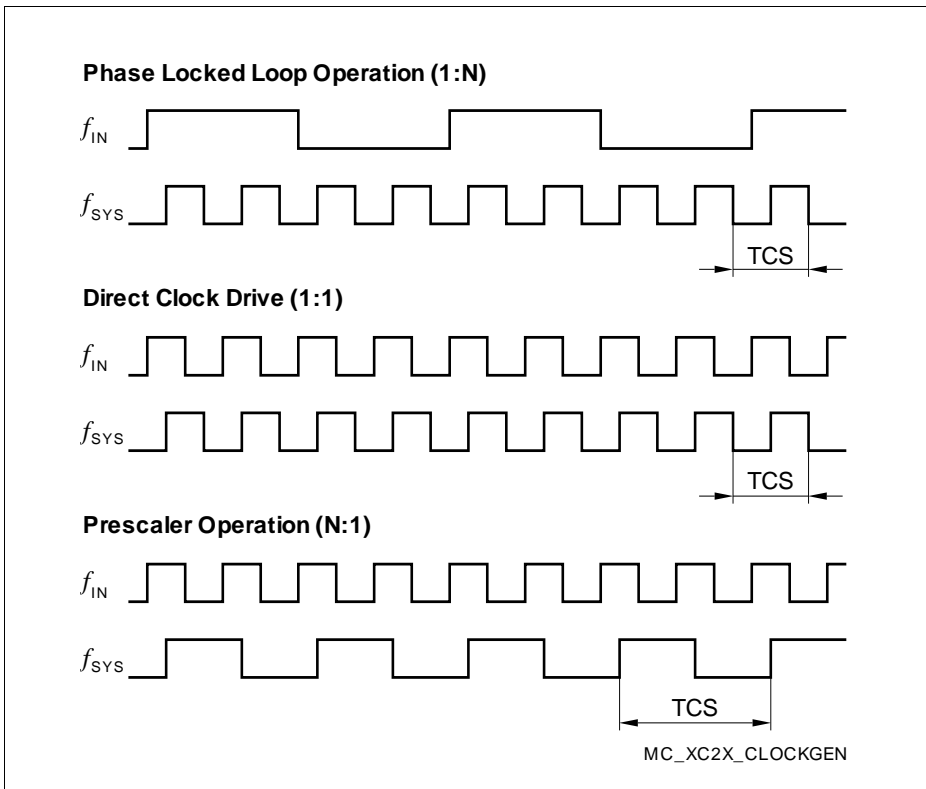 Phase Locked Loop Operation (1:N)
fIN
fSYS
TCS
Direct Clock Drive (1:1)
fIN
fSYS
TCS
Prescaler Operation (N:1)
fIN
fSYS
TCS
MC_XC2X_CLOCKGEN